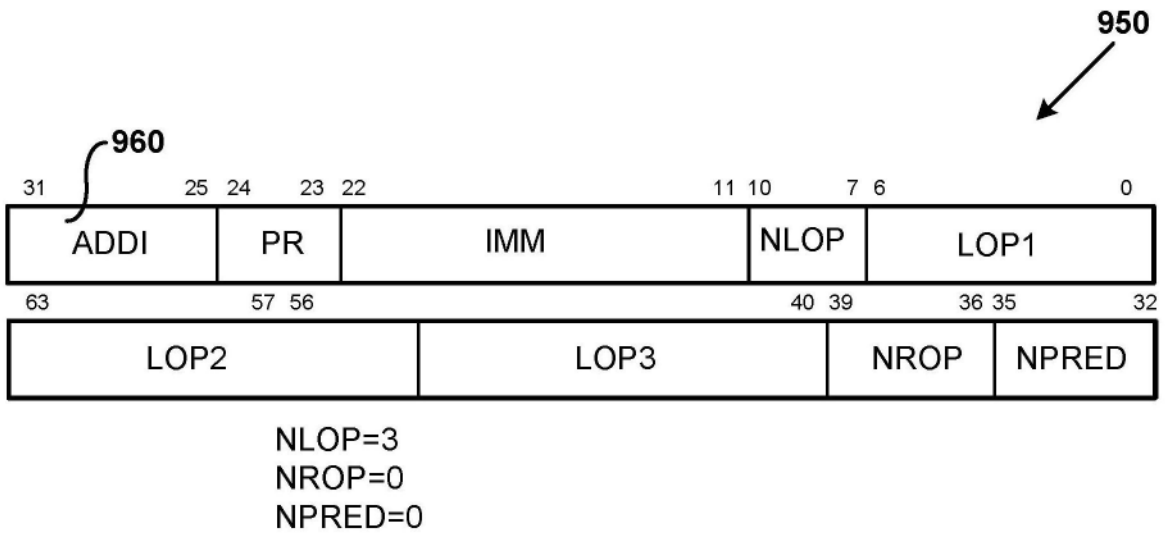 950
960
31 25 24 23 22 11 10 7 6 0
ADDI PR IMM NLOP LOP1
63 57 56 40 39 36 35 32
LOP2 LOP3 NROP NPRED
NLOP=3
NROP=0
NPRED=0